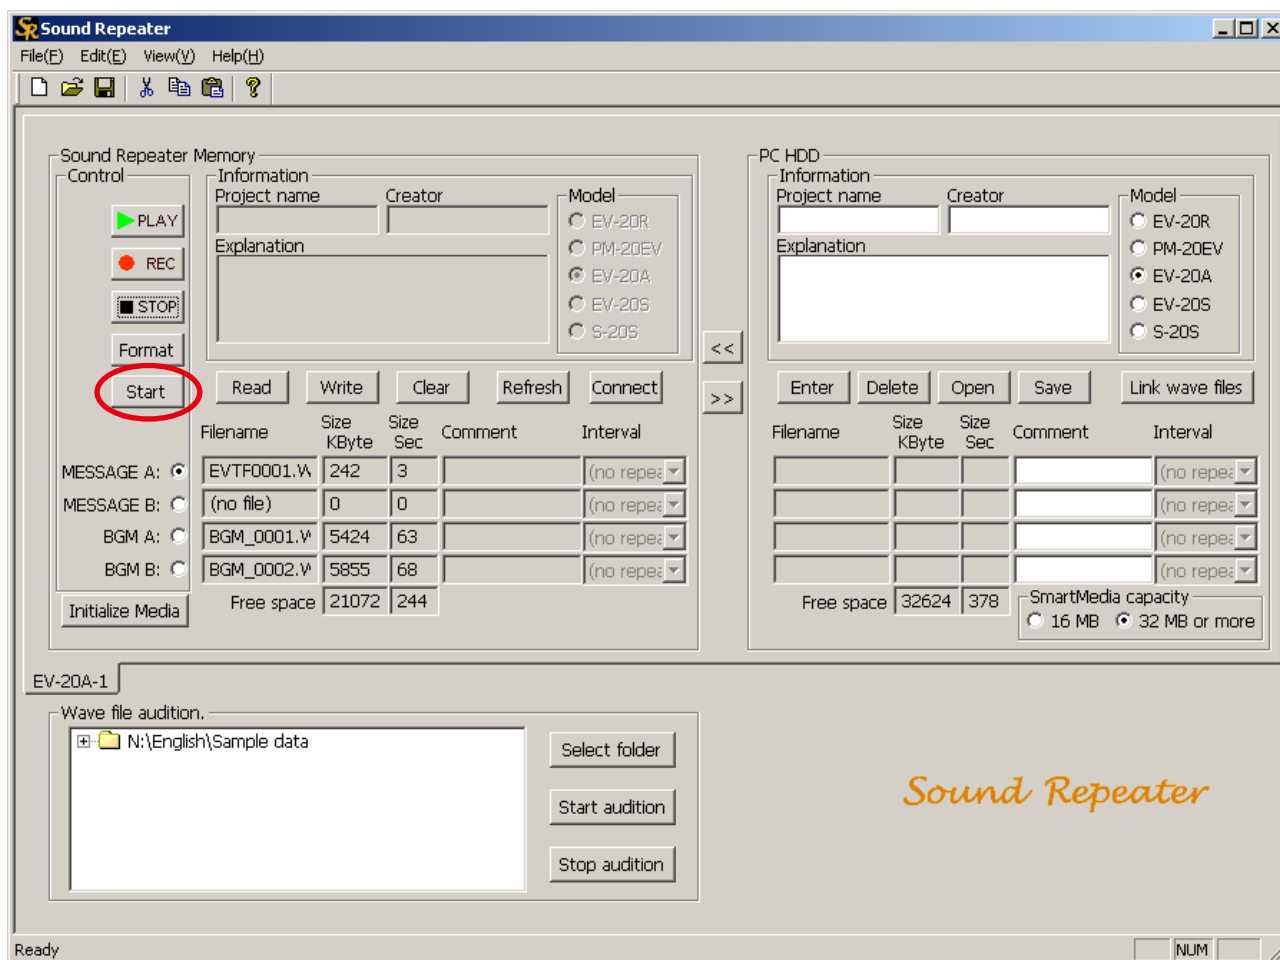 Sound Repeater
File(F) Edit(E) View(V) Help(H)
Sound Repeater Memory
Control
PLAY
REC
STOP
Format
Start
Information
Project name Creator
Explanation
Model
EV-20R
PM-20EV
EV-20A
EV-20S
S-20S
Read Write Clear Refresh Connect
Filename Size KByte Size Sec Comment Interval
MESSAGE A: EVTF0001.W 242 3 (no repea
MESSAGE B: (no file) 0 0 (no repea
BGM A: BGM_0001.W 5424 63 (no repea
BGM B: BGM_0002.W 5855 68 (no repea
Initialize Media
Free space 21072 244
<<
>>
PC HDD
Information
Project name Creator
Explanation
Model
EV-20R
PM-20EV
EV-20A
EV-20S
S-20S
Enter Delete Open Save Link wave files
Filename Size KByte Size Sec Comment Interval
(no repea
(no repea
(no repea
(no repea
Free space 32624 378
SmartMedia capacity
16 MB 32 MB or more
EV-20A-1
Wave file audition.
N:\English\Sample data
Select folder
Start audition
Stop audition
Sound Repeater
Ready
NUM